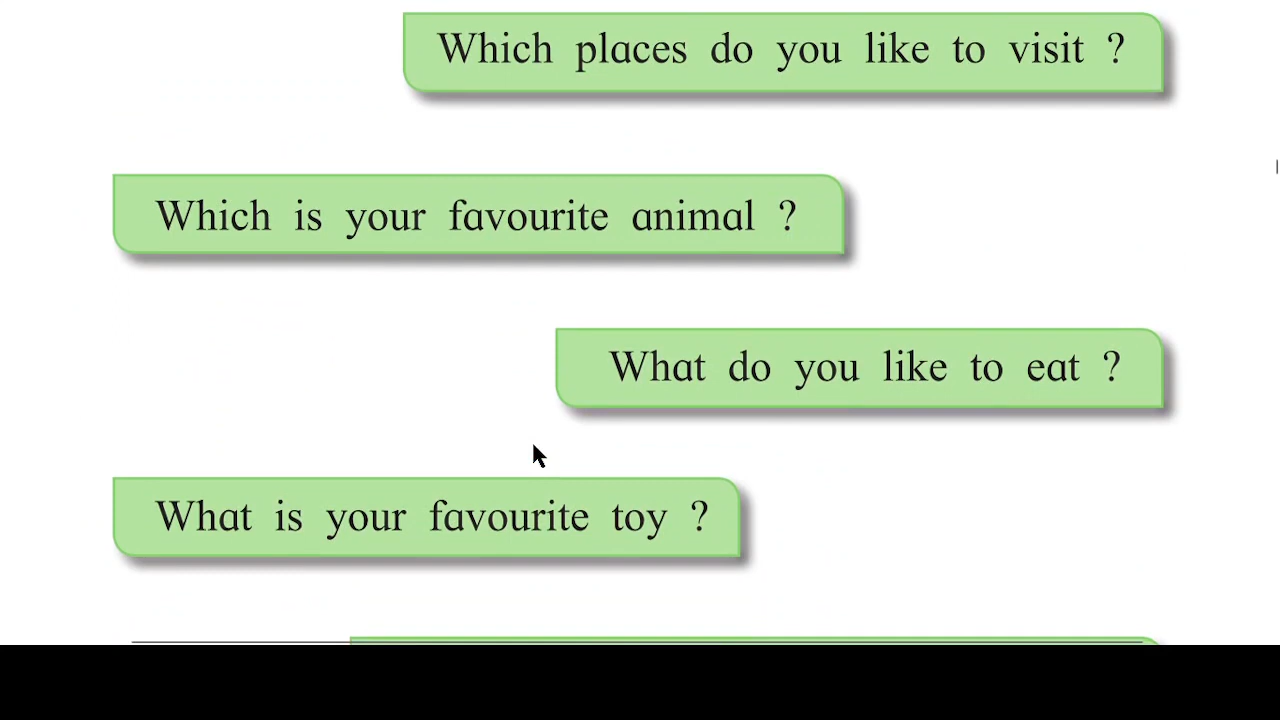 Which places do you like to visit ?
Which is your favourite animal ?
What do you like to eat ?
What is your favourite toy ?